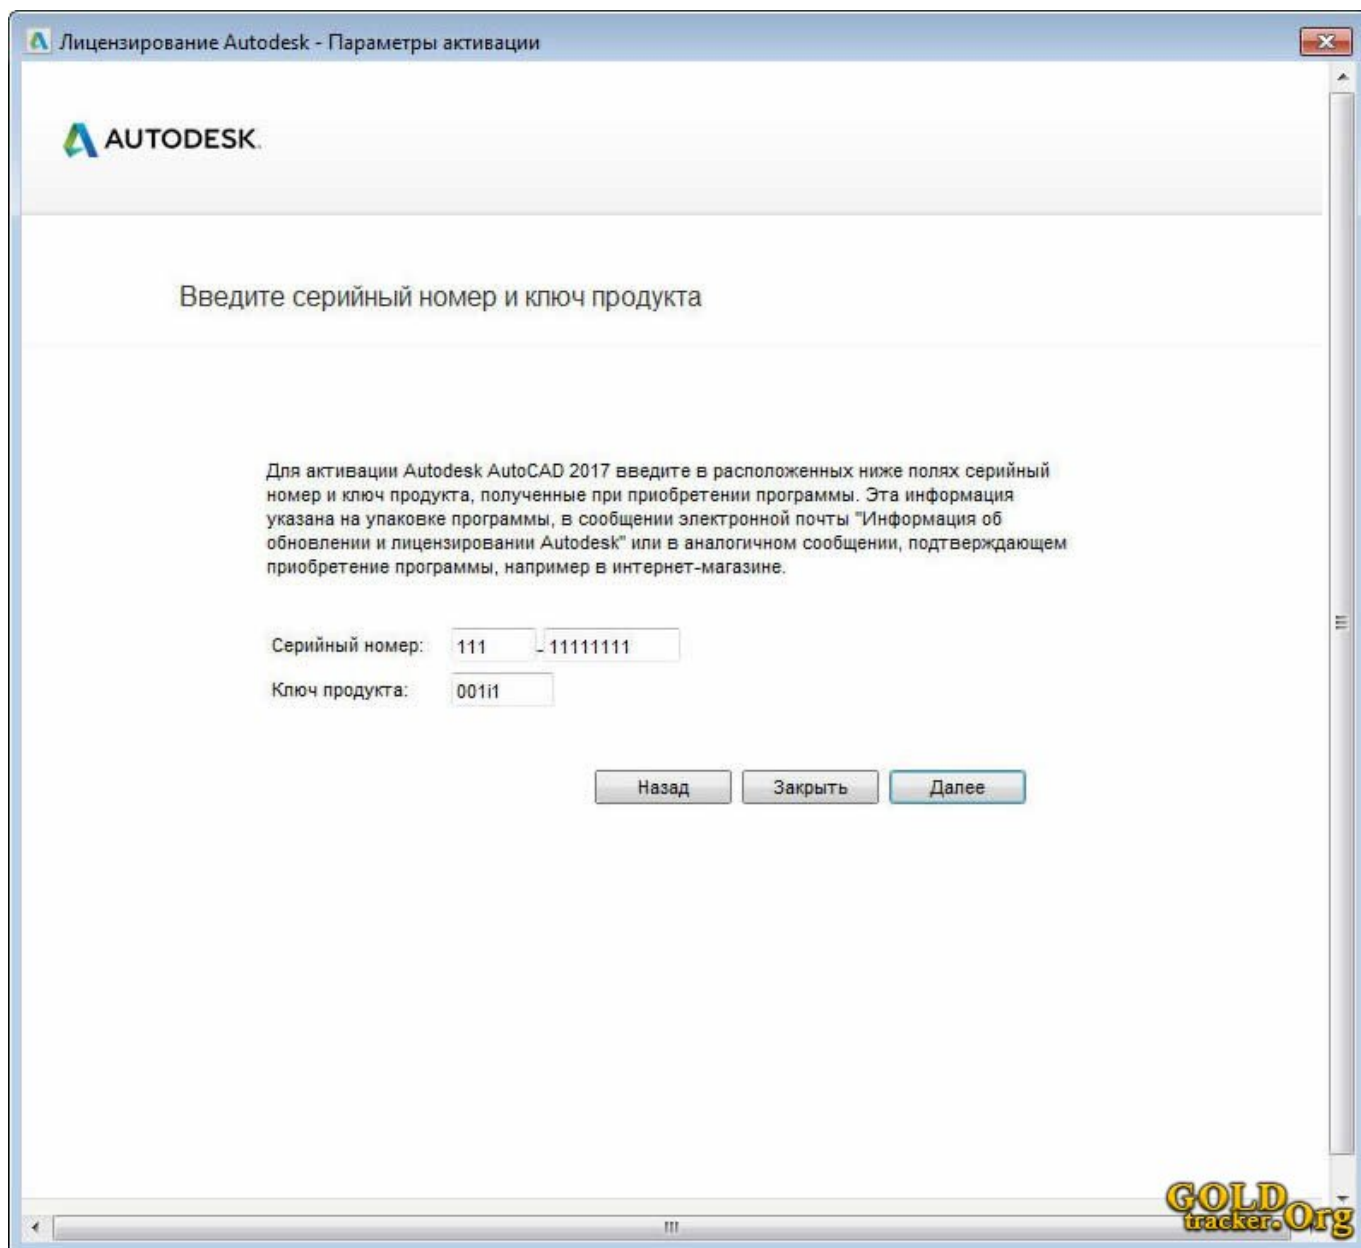 Лицензирование Autodesk - Параметры активации
AUTODESK.
Введите серийный номер и ключ продукта
Для активации Autodesk AutoCAD 2017 введите в расположенных ниже полях серийный
номер и ключ продукта, полученные при приобретении программы. Эта информация
указана на упаковке программы, в сообщении электронной почты "Информация об
обновлении и лицензировании Autodesk" или в аналогичном сообщении, подтверждающем
приобретение программы, например в интернет-магазине.
Серийный номер: 111 - 11111111
Ключ продукта: 001i1
Назад Закрыть Далее
GOLD
tracker.Org